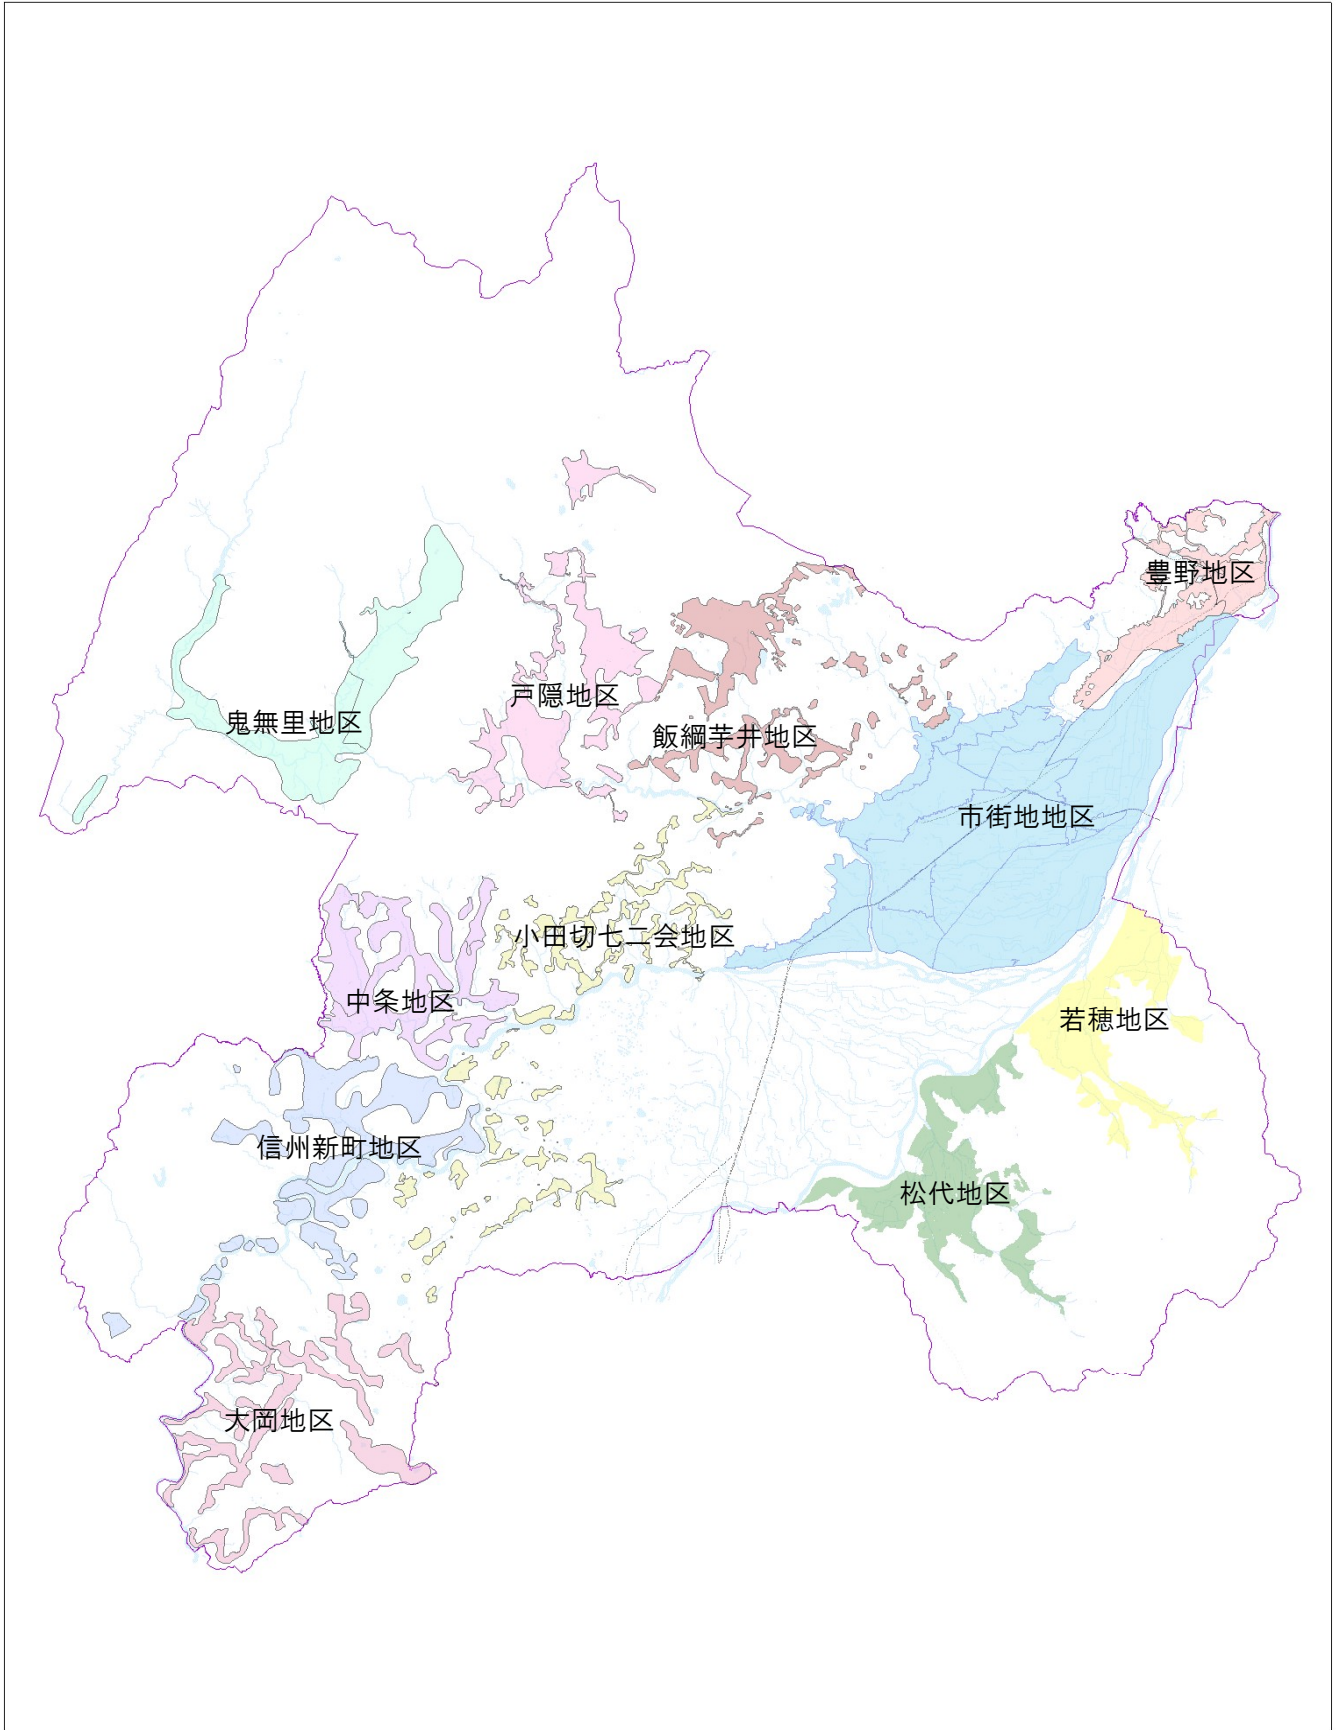 豊野地区
戸隠地区
鬼無里地区
飯綱芋井地区
市街地地区
小田切七二会地区
中条地区
若穂地区
信州新町地区
松代地区
大岡地区